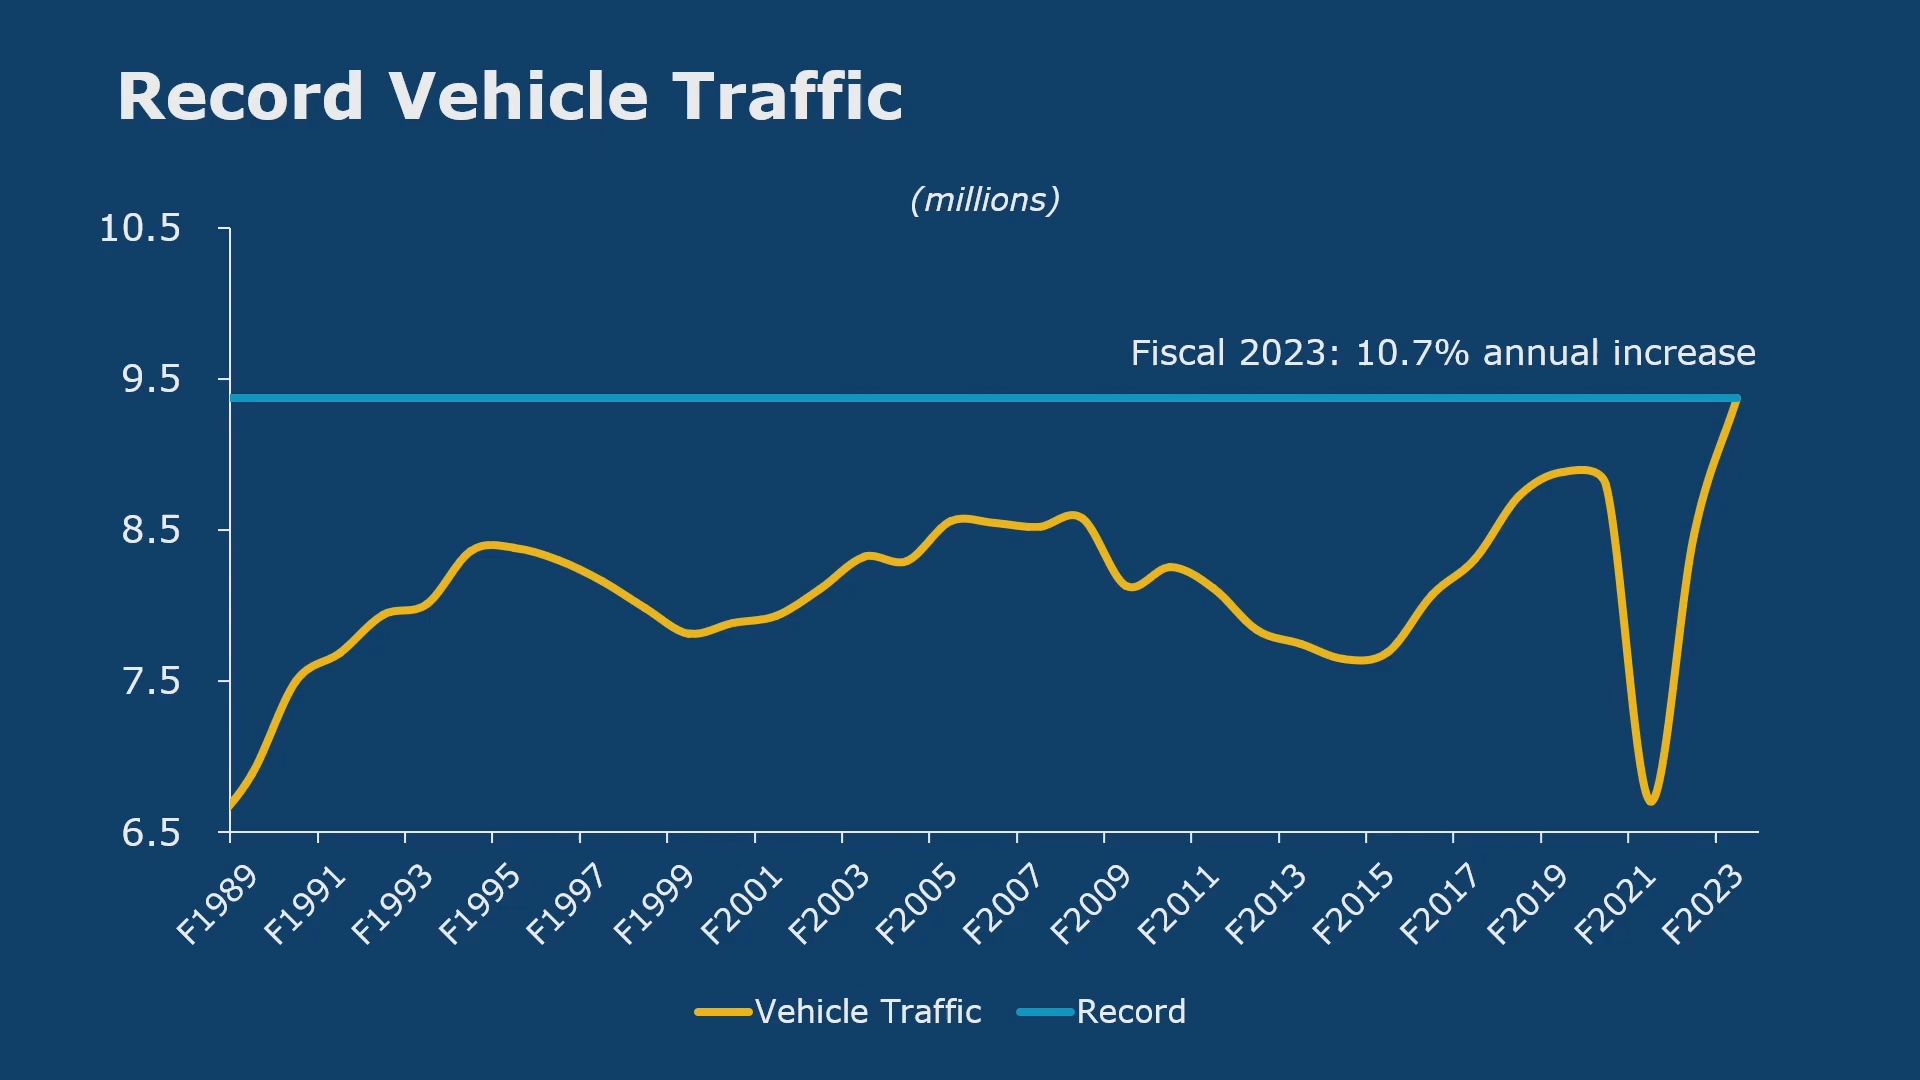 Record Vehicle Traffic
(millions)
10.5
Fiscal 2023: 10.7% annual increase
9.5
8.5
7.5
6.5
F1989
F1991
F1993
F1995
F1997
F1999
F2001
F2003
F2005
F2007
F2009
F2011
F2013
F2015
F2017
F2019
F2021
F2023
Vehicle Traffic
Record